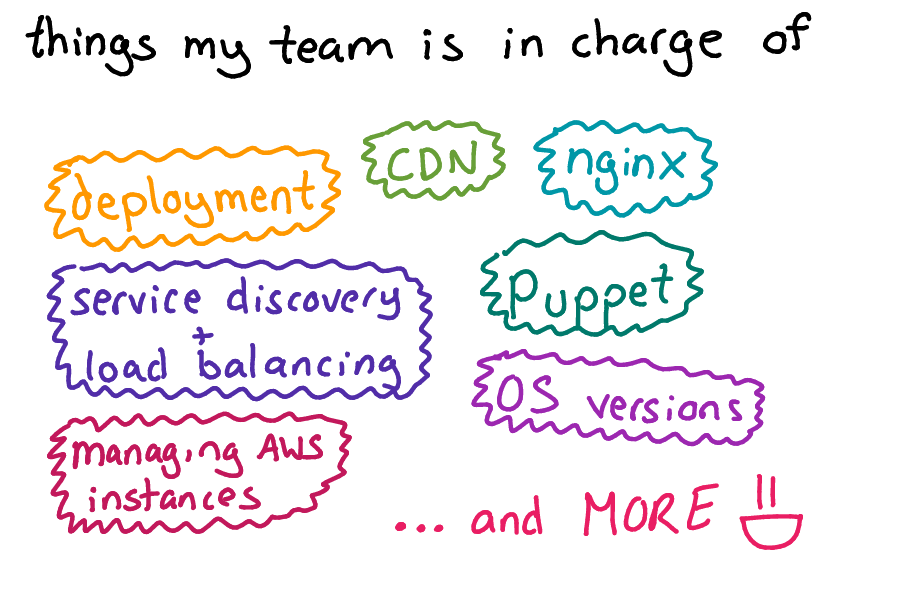 things my team is in charge of
deployment
CDN
nginx
service discovery
+
load balancing
Puppet
OS versions
managing AWS
instances
... and MORE